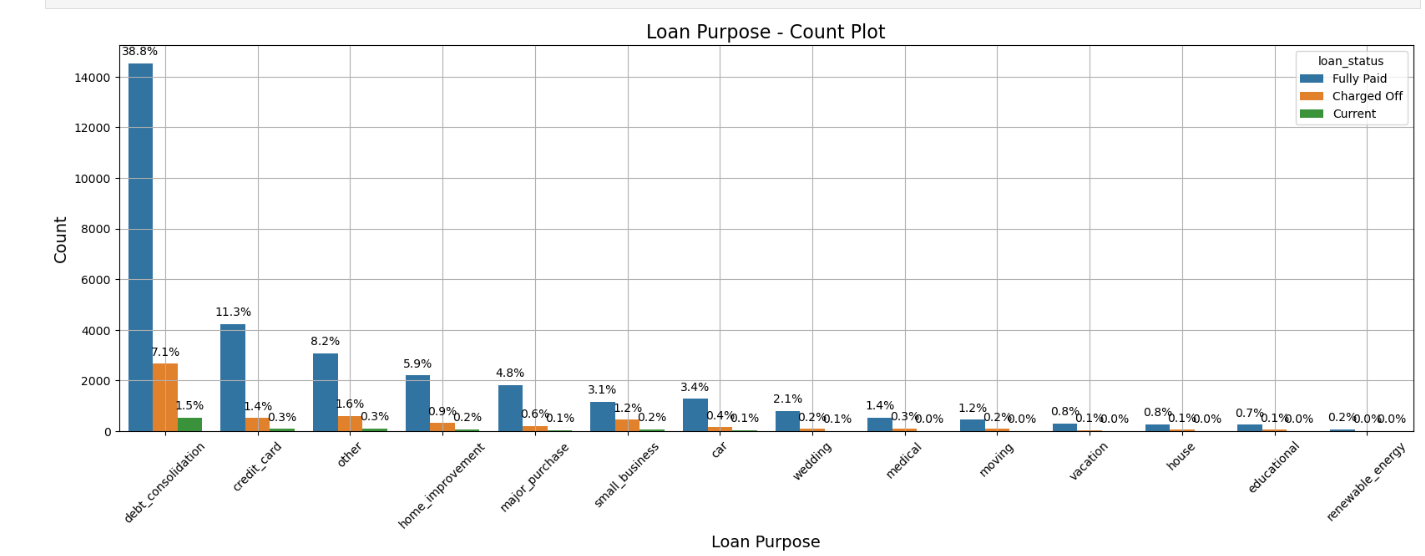 Loan Purpose - Count Plot
38.8%
7.1%
1.5%
11.3%
1.4%
0.3%
8.2%
1.6%
0.3%
5.9%
0.9%
0.2%
4.8%
0.6%
0.1%
3.1%
1.2%
0.2%
3.4%
0.4%
0.1%
2.1%
0.2%
0.1%
1.4%
0.3%
0.0%
1.2%
0.2%
0.0%
0.8%
0.1%
0.0%
0.8%
0.1%
0.0%
0.7%
0.1%
0.0%
0.2%
0.0%
0.0%
loan_status
Fully Paid
Charged Off
Current
14000
12000
10000
8000
6000
4000
2000
0
Count
debt_consolidation
credit_card
other
home_improvement
major_purchase
small_business
car
wedding
medical
moving
vacation
house
educational
renewable_energy
Loan Purpose